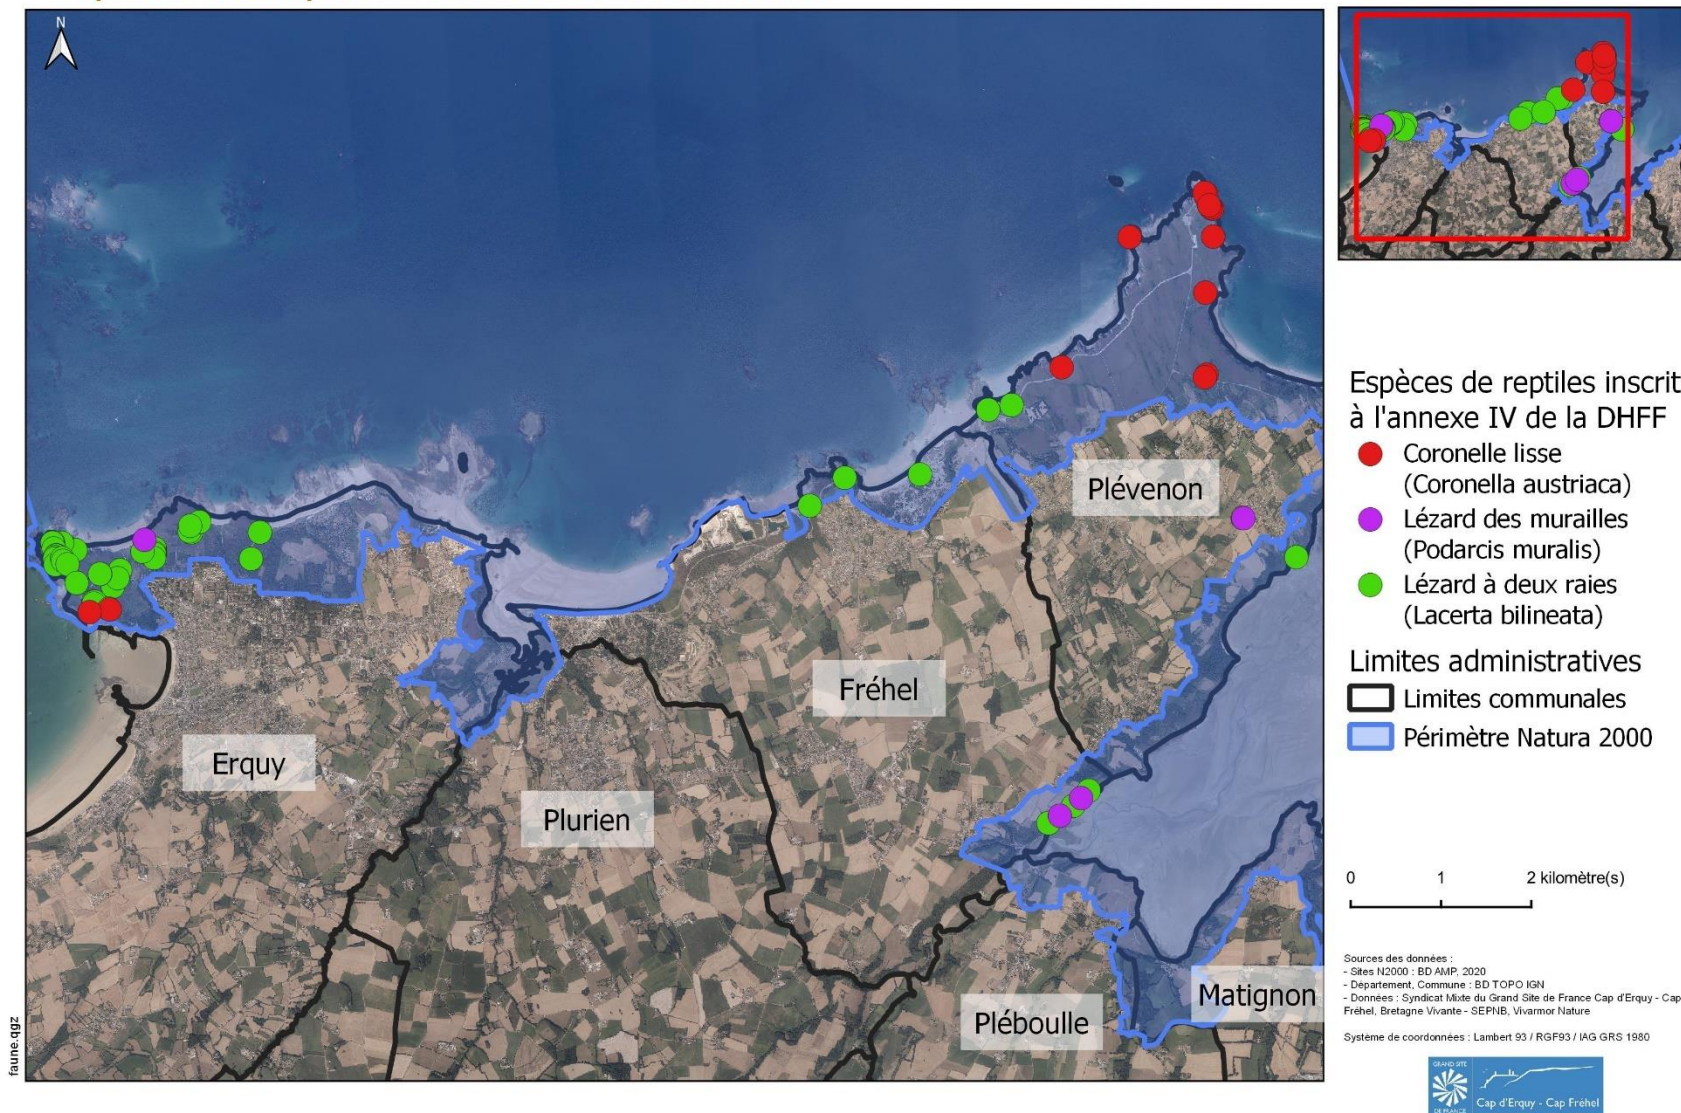 N
Plévenon
Fréhel
Erquy
Plurien
Matignon
Pléboulle
faune.qgz
Espèces de reptiles inscrit
à l'annexe IV de la DHFF
Coronelle lisse
(Coronella austriaca)
Lézard des murailles
(Podarcis muralis)
Lézard à deux raies
(Lacerta bilineata)
Limites administratives
Limites communales
Périmètre Natura 2000
0 1 2 kilomètre(s)
Sources des données :
- Sites N2000 : BD AMP, 2020
- Département, Commune : BD TOPO IGN
- Données : Syndicat Mixte du Grand Site de France Cap d'Erquy - Cap
Fréhel, Bretagne Vivante - SEPNB, Vivarmor Nature
Système de coordonnées : Lambert 93 / RGF93 / IAG GRS 1980
GRAND SITE
DE FRANCE
Cap d'Erquy - Cap Fréhel